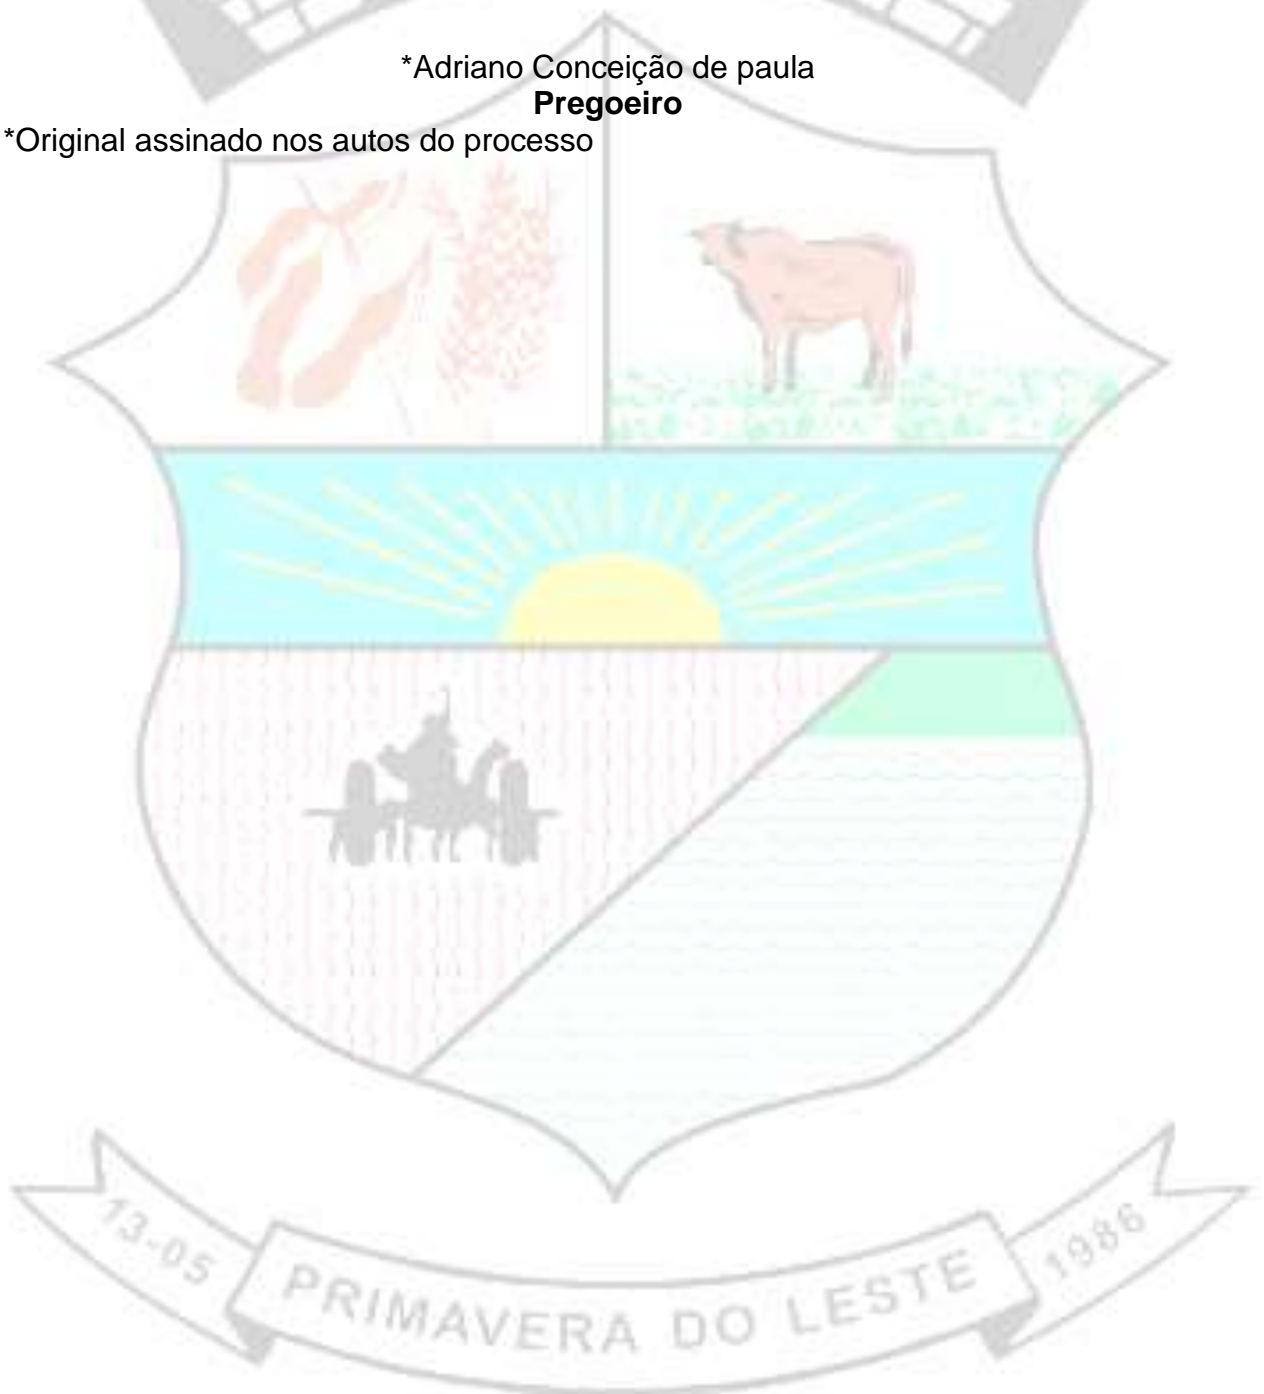 *Adriano Conceição de paula
Pregoeiro
*Original assinado nos autos do processo
13-05 PRIMAVERA DO LESTE 1986